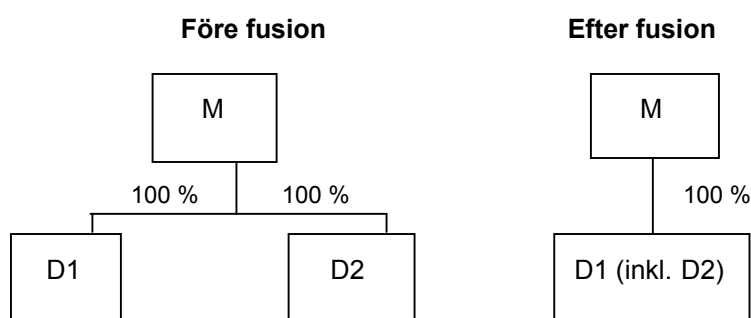 Före fusion
Efter fusion
M
M
100 %
100 %
100 %
D1
D2
D1 (inkl. D2)